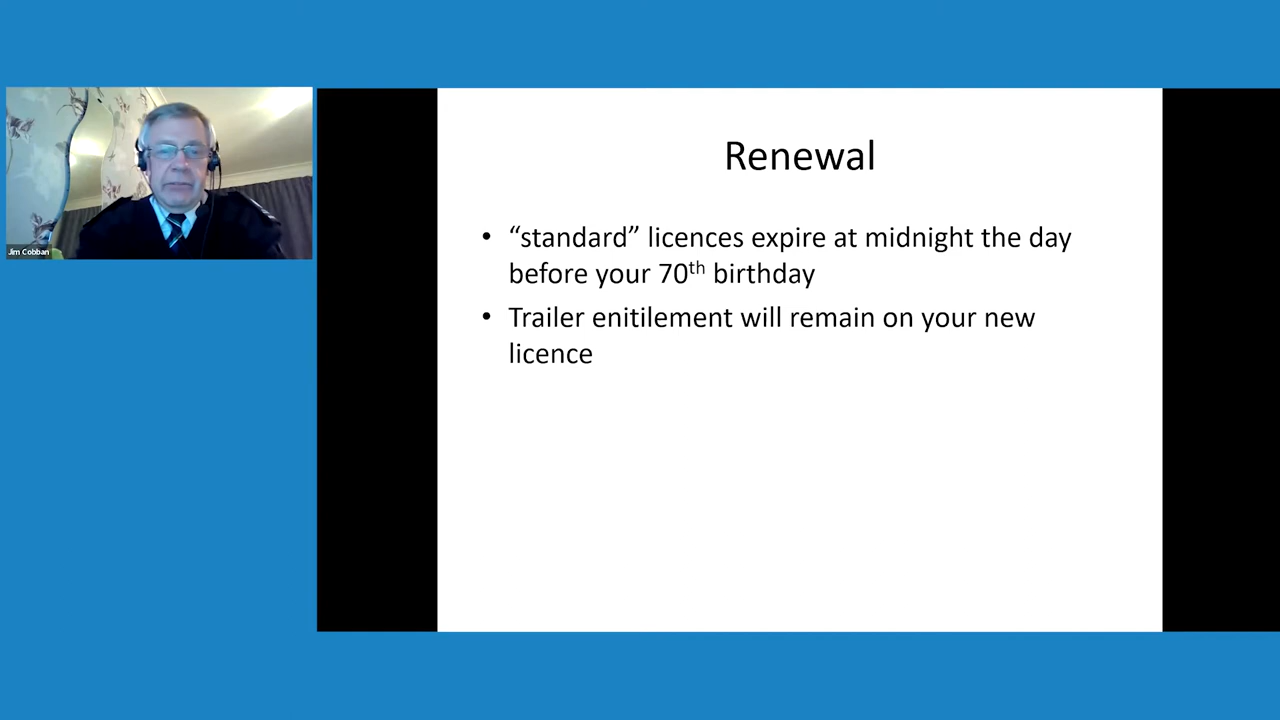 Jim Cobban
Renewal
• “standard” licences expire at midnight the day
before your 70th birthday
• Trailer enitilement will remain on your new
licence